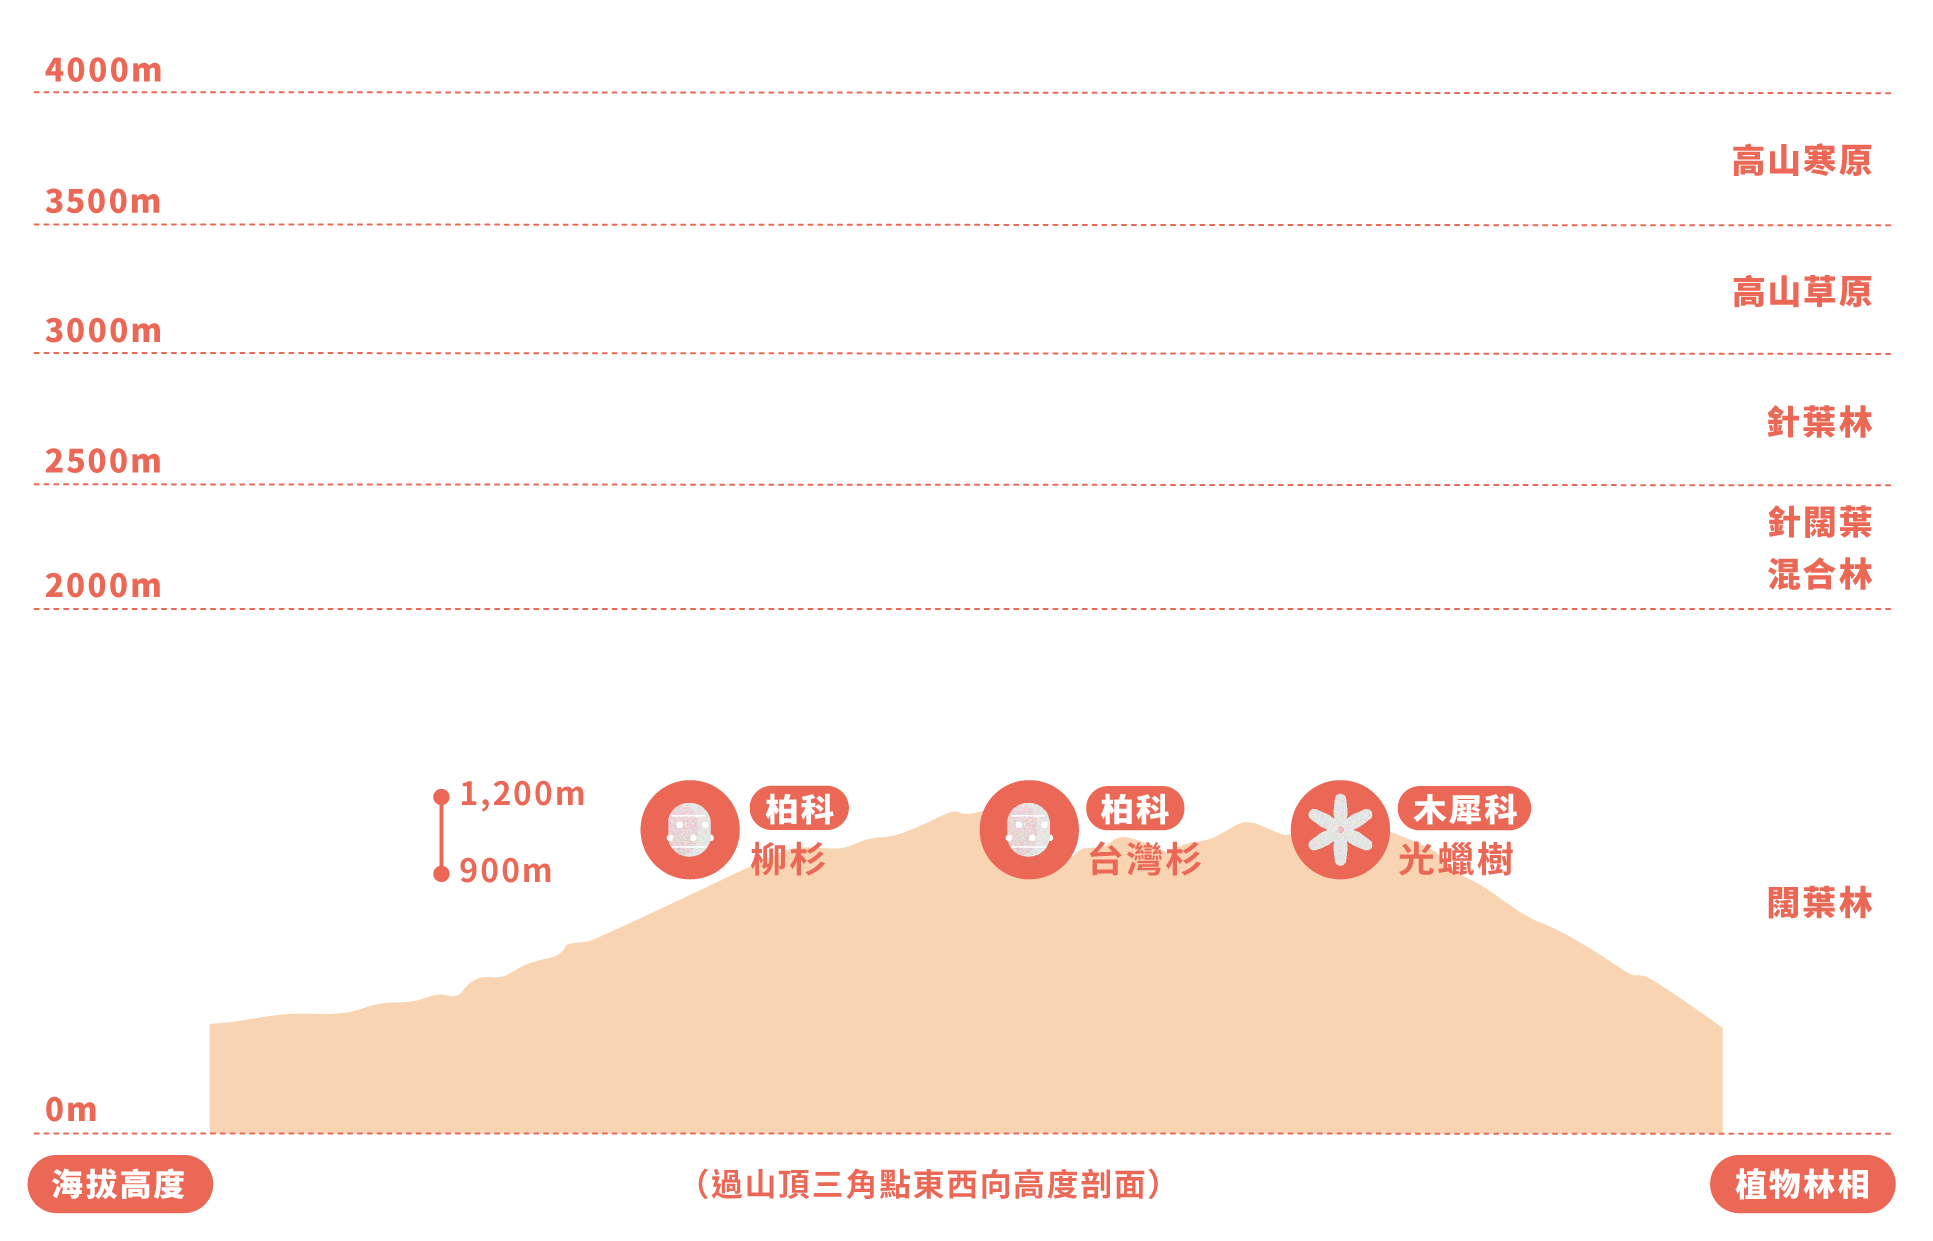 4000m
高山寒原
3500m
高山草原
3000m
針葉林
2500m
針闊葉
混合林
2000m
1,200m
900m
柏科
柳杉
柏科
台灣杉
木犀科
光蠟樹
闊葉林
0m
海拔高度
（過山頂三角點東西向高度剖面）
植物林相